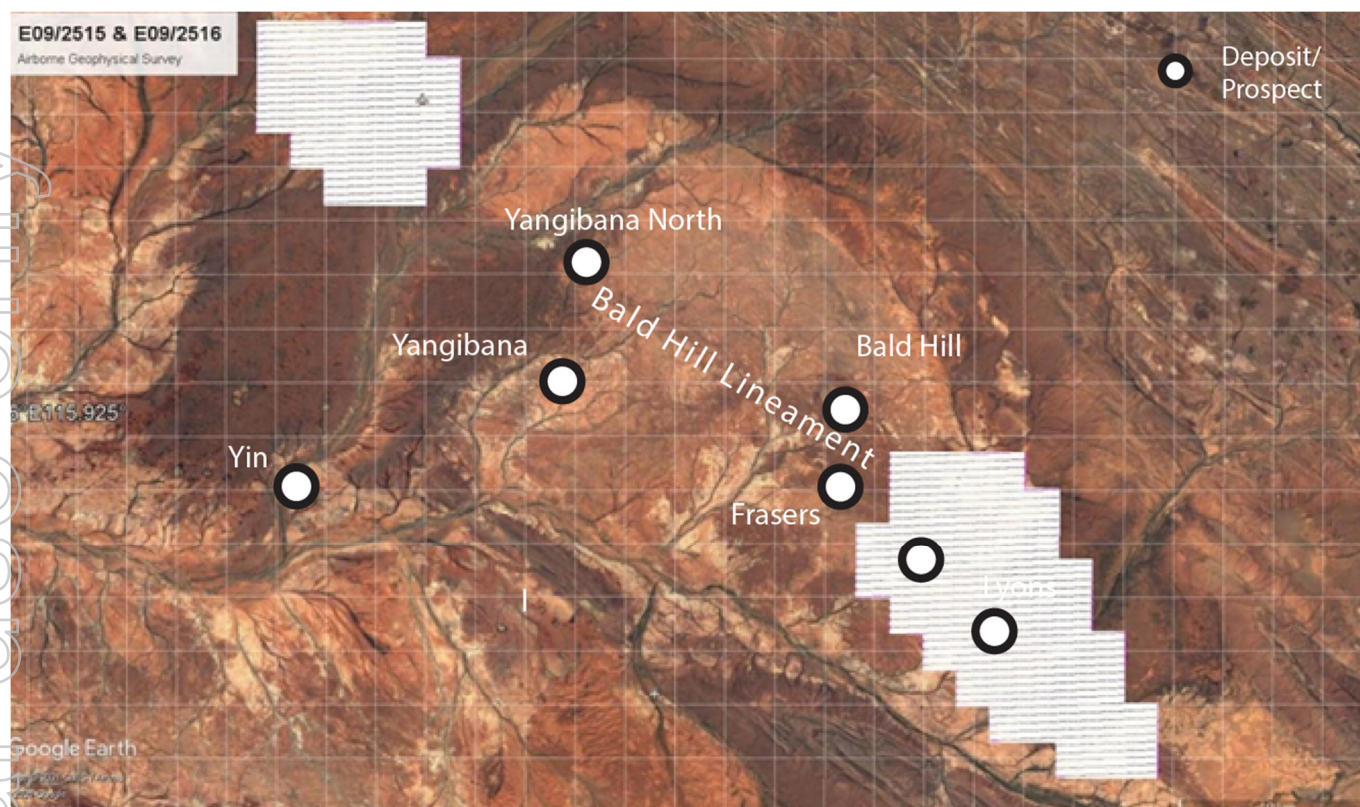 E09/2515 & E09/2516
Airborne Geophysical Survey
Deposit/
Prospect
Yangibana North
Bald Hill Lineament
Yangibana
Bald Hill
E115.925°
Yin
Frasers
Lyons
Google Earth